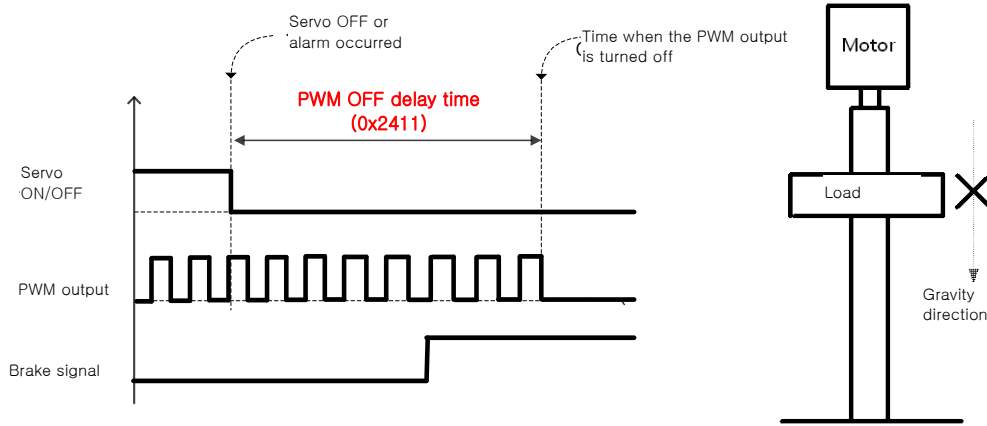 Servo OFF or
alarm occurred
Time when the PWM output
is turned off
Motor
PWM OFF delay time
(0x2411)
Servo
ON/OFF
Load
PWM output
Gravity
direction
Brake signal